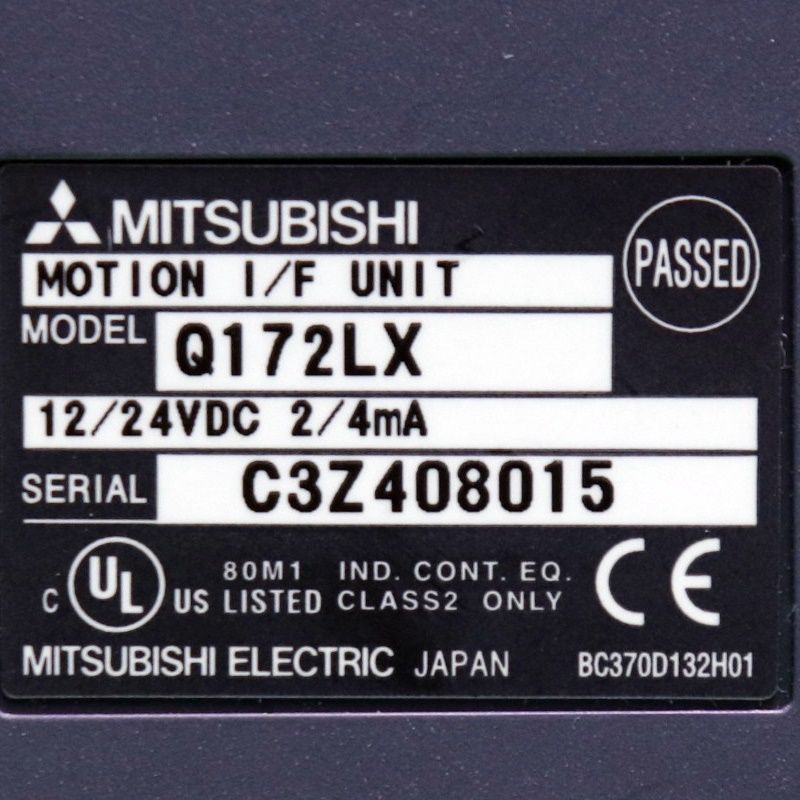 MITSUBISHI
PASSED
MOTION I/F UNIT
MODEL Q172LX
12/24VDC 2/4mA
SERIAL C3Z408015
C UL US 80M1 IND. CONT. EQ.
LISTED CLASS2 ONLY
CE
MITSUBISHI ELECTRIC JAPAN BC370D132H01